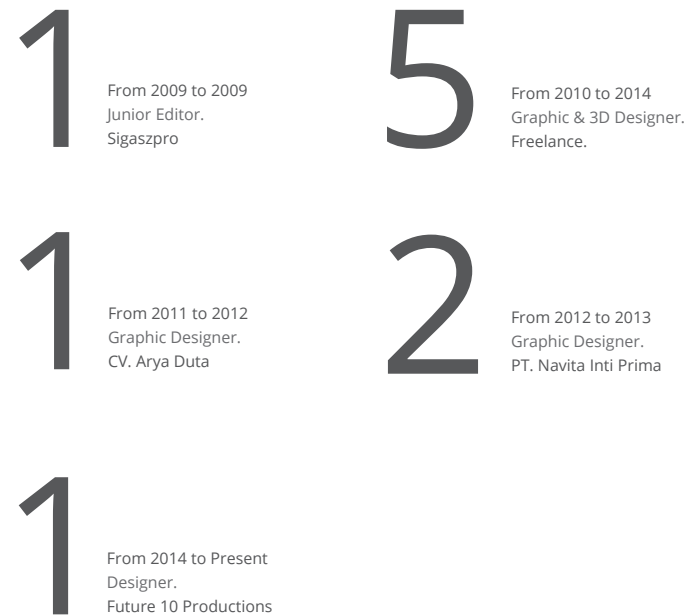 1
From 2009 to 2009
Junior Editor.
Sigaszpro
5
From 2010 to 2014
Graphic & 3D Designer.
Freelance.
1
From 2011 to 2012
Graphic Designer.
CV. Arya Duta
2
From 2012 to 2013
Graphic Designer.
PT. Navita Inti Prima
1
From 2014 to Present
Designer.
Future 10 Productions